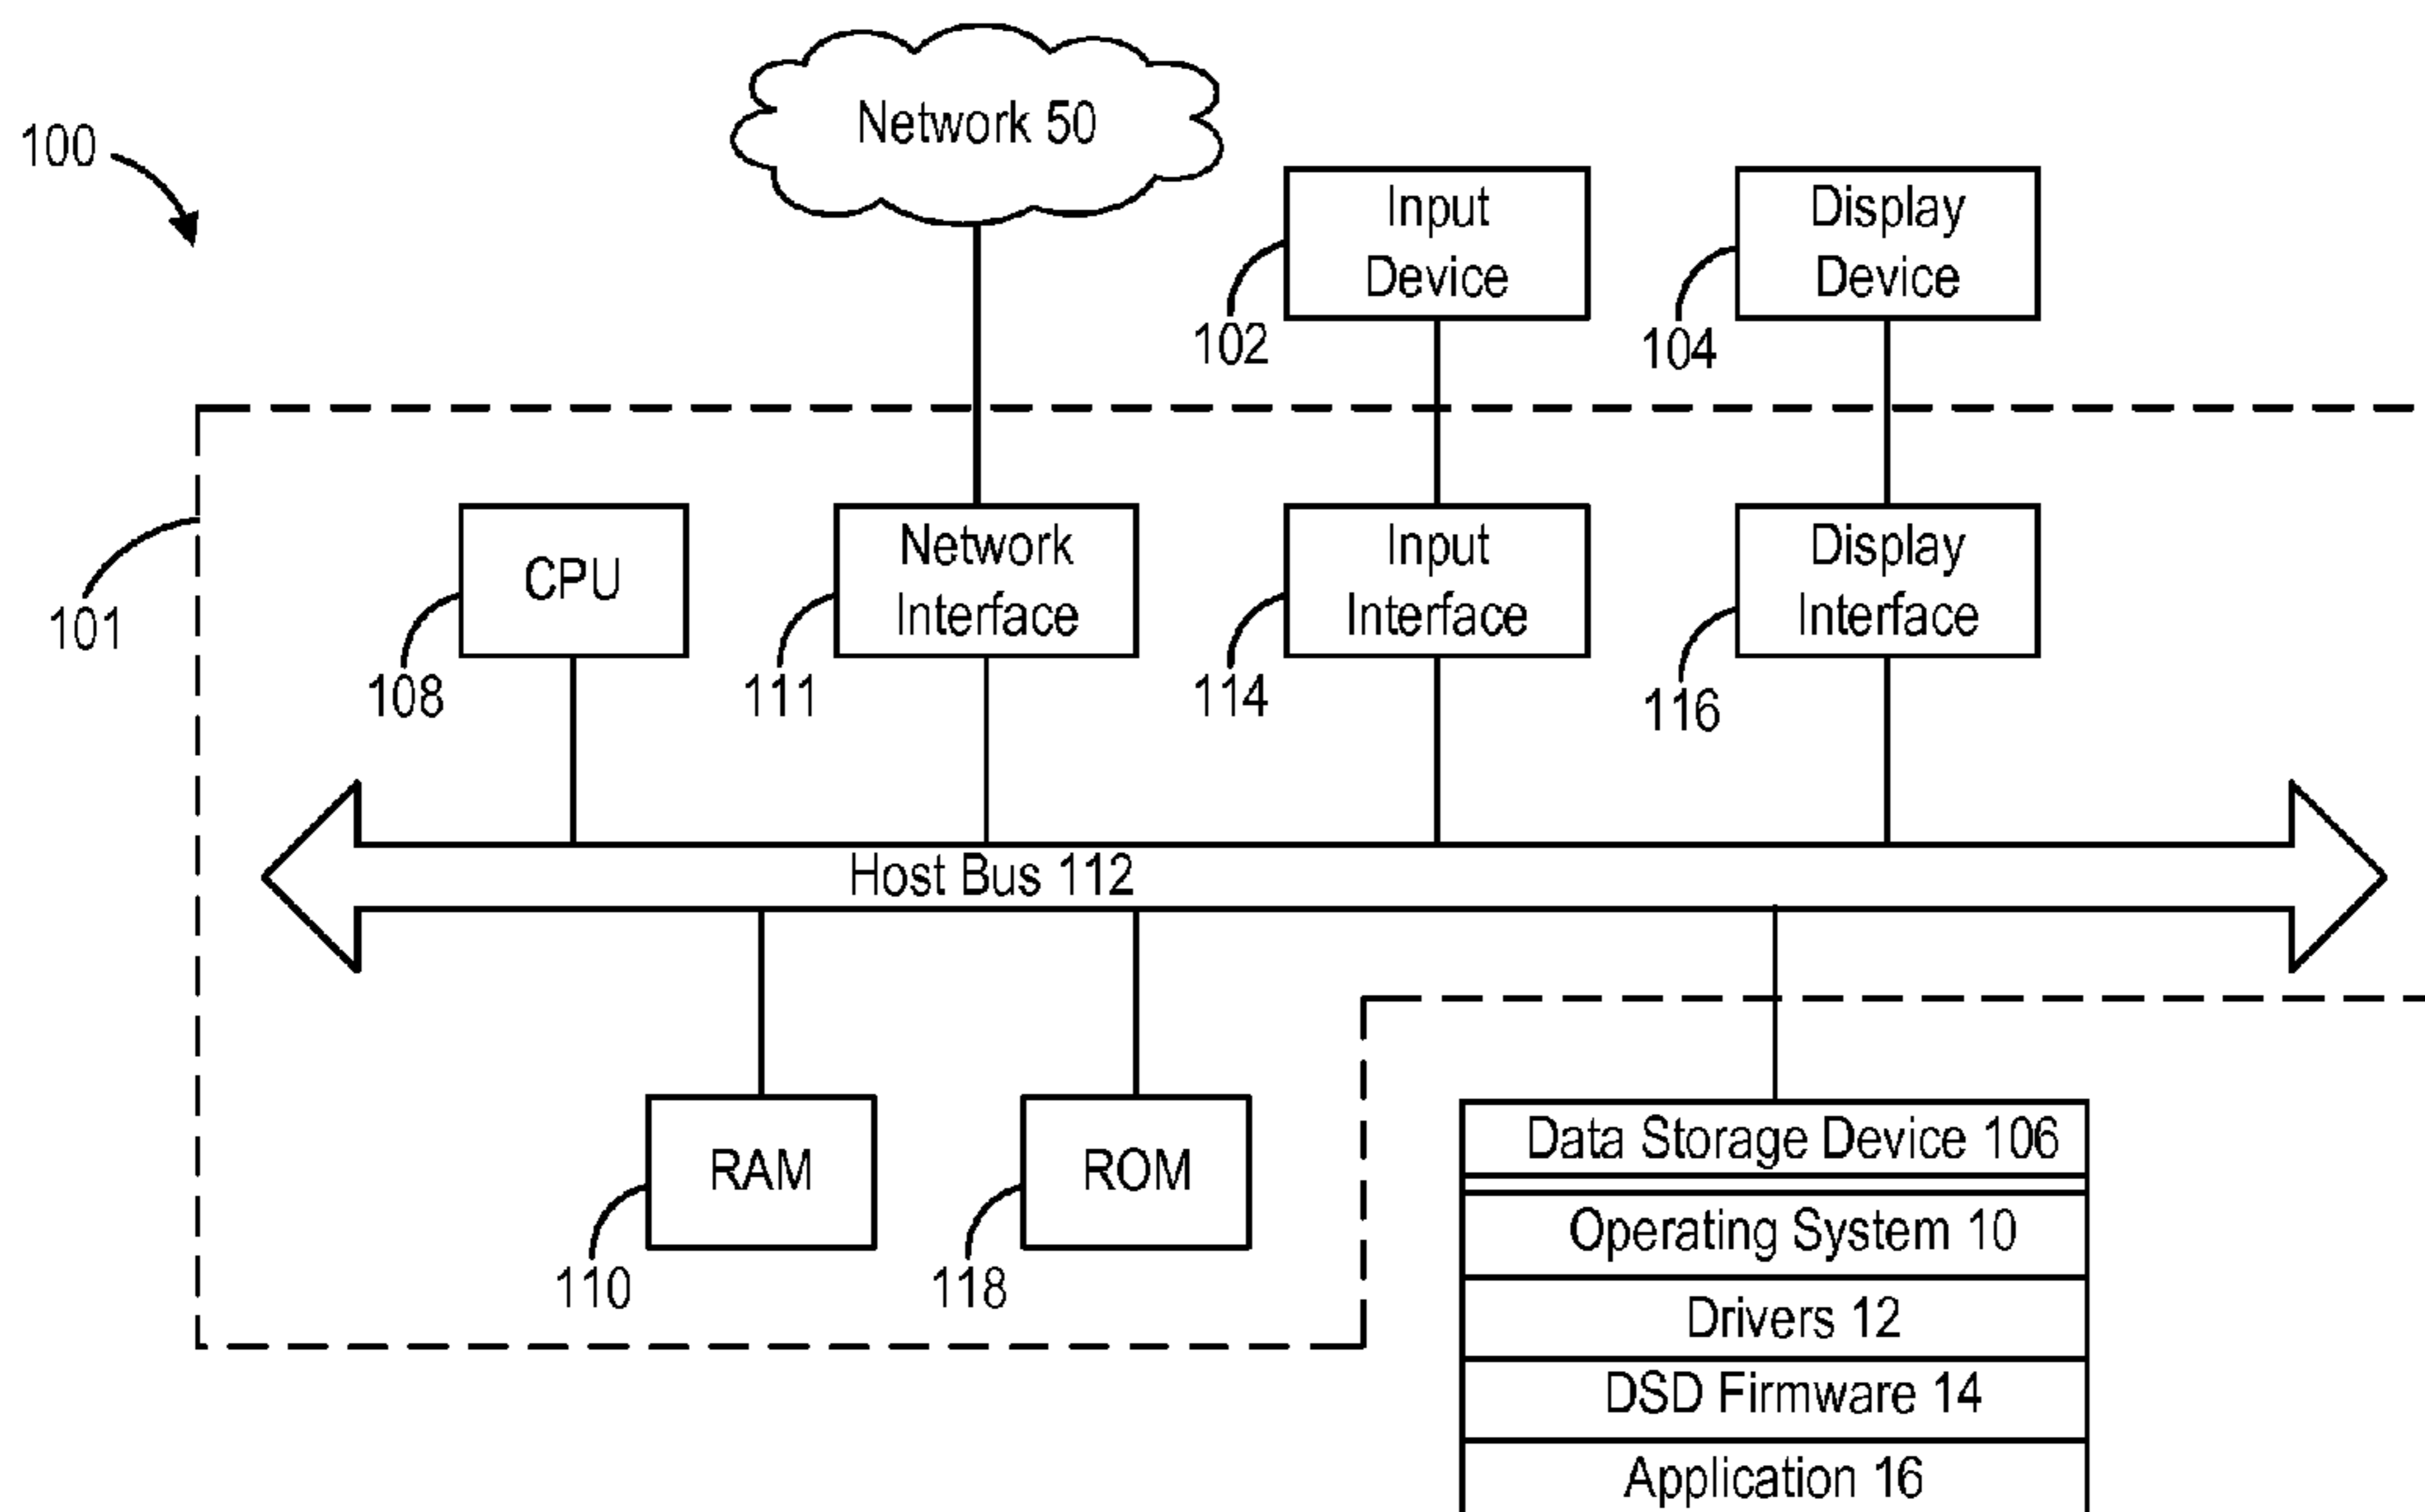 Network 50
100
Input
Device
102
Display
Device
104
101
CPU
108
Network
Interface
111
Input
Interface
114
Display
Interface
116
Host Bus 112
RAM
110
ROM
118
Data Storage Device 106
Operating System 10
Drivers 12
DSD Firmware 14
Application 16